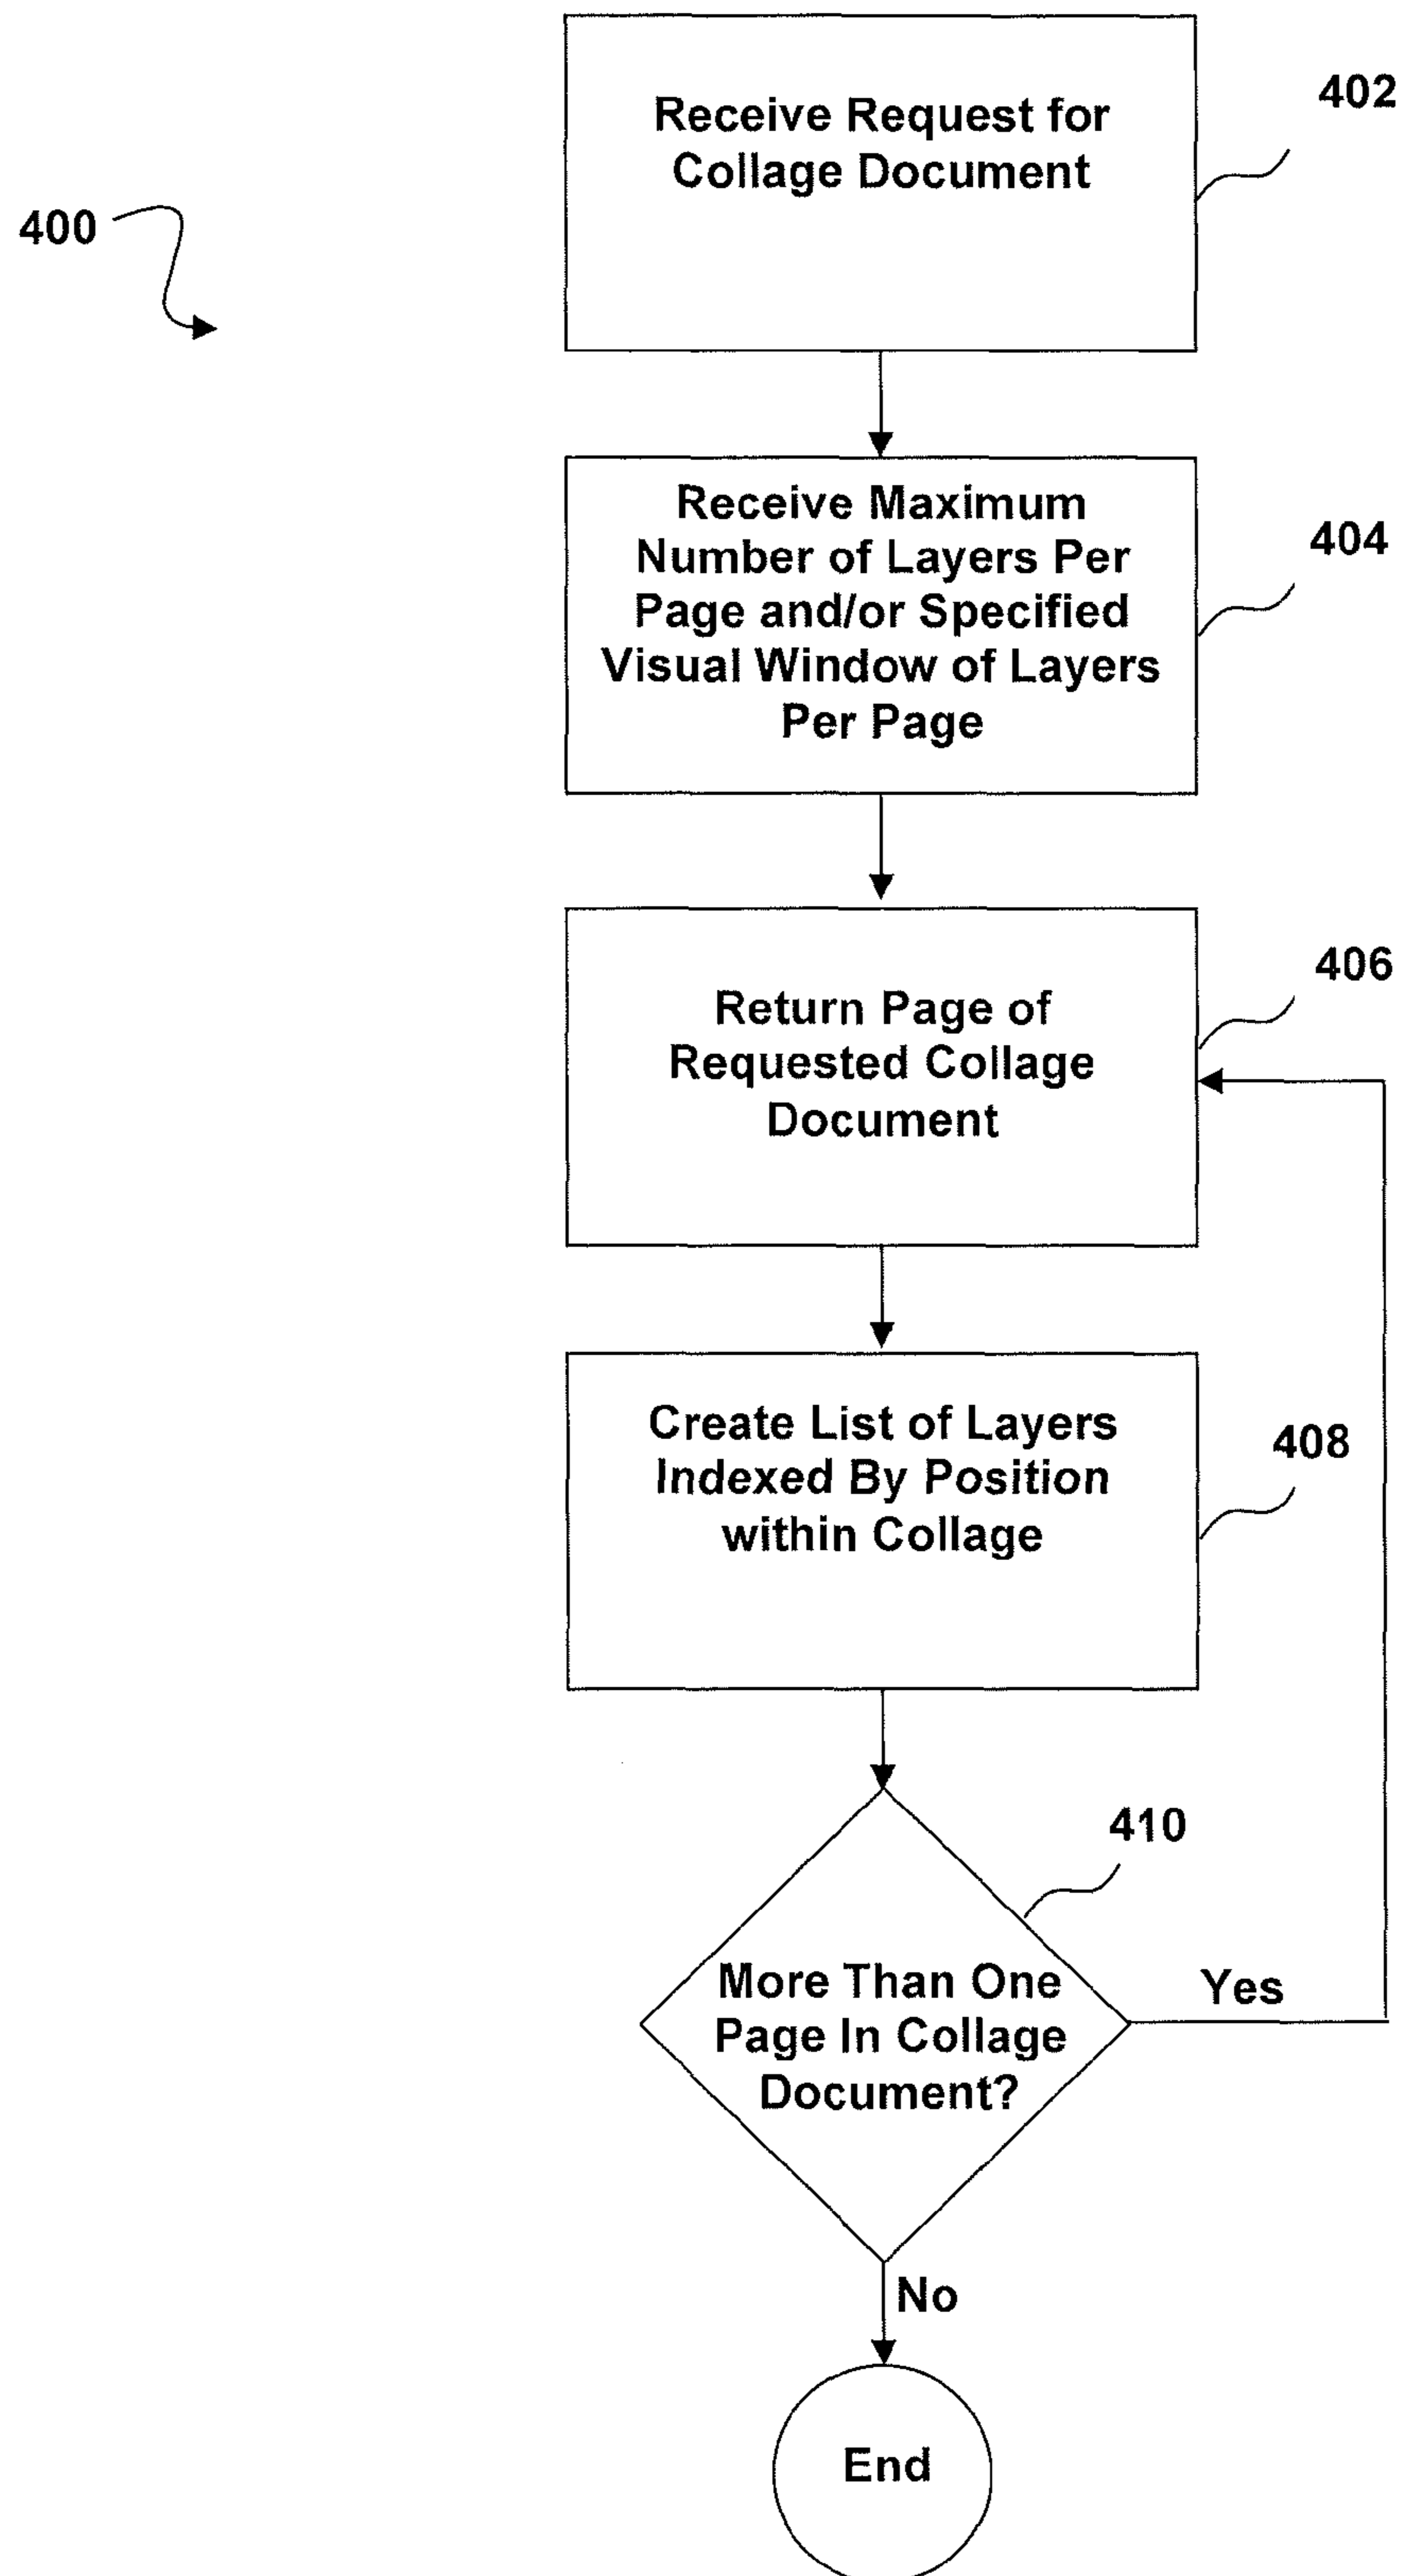 Receive Request for
Collage Document
402
400
Receive Maximum
Number of Layers Per
Page and/or Specified
Visual Window of Layers
Per Page
404
Return Page of
Requested Collage
Document
406
Create List of Layers
Indexed By Position
within Collage
408
410
More Than One
Page In Collage
Document?
Yes
No
End